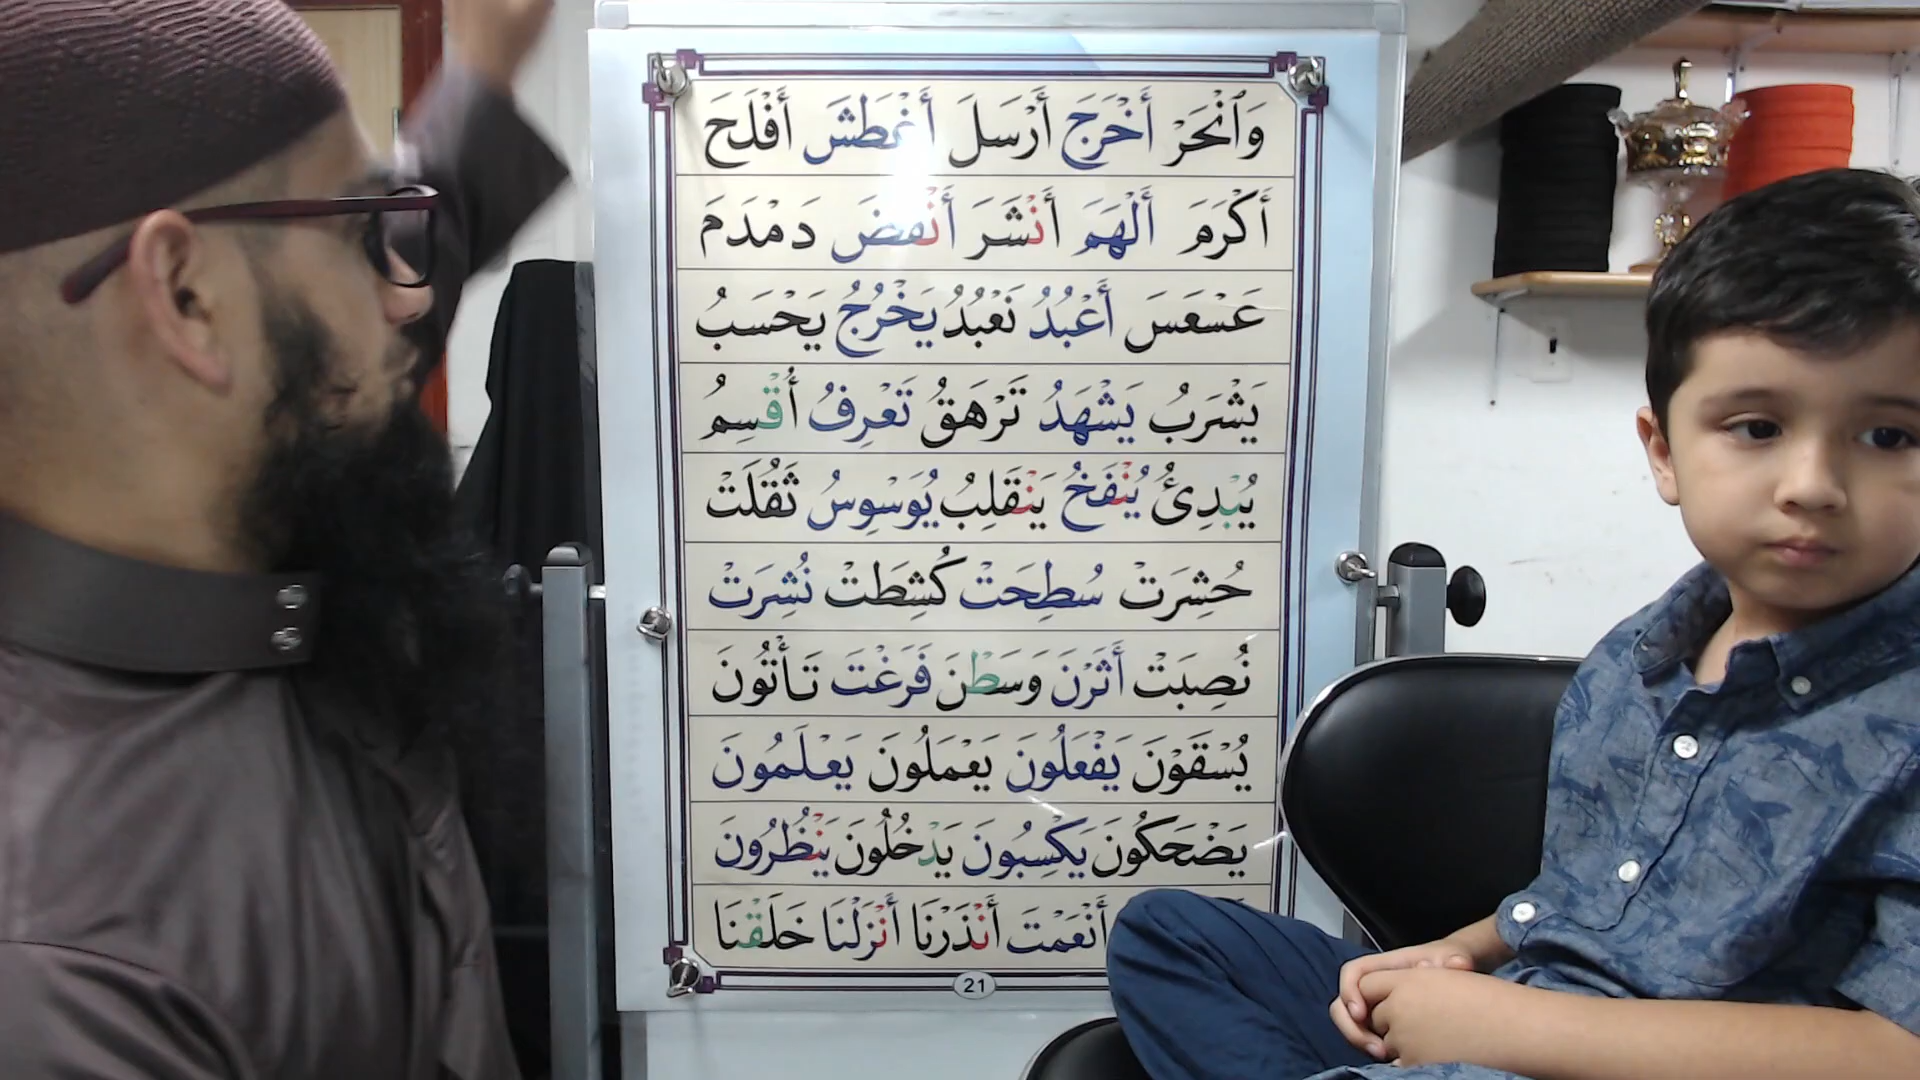 وَٱنْحَرْ أَخْرَجَ أَرْسَلَ أَغْطَشَ أَفْلَحَ
أَكْرَمَ أَلْهَمَ أَنْشَرَ أَنْقَضَ دَمْدَمَ
عَسْعَسَ أَعْبُدُ نَعْبُدُ يَخْرُجُ يَحْسَبُ
يَشْرَبُ يَشْهَدُ تَرْهَقُ تَعْرِفُ أُقْسِمُ
يُبْدِئُ يُنْفَخُ يَنْقَلِبُ يُوَسْوِسُ ثَقُلَتْ
حُشِرَتْ سُطِحَتْ كُشِطَتْ نُشِرَتْ
نُصِبَتْ أَثَرْنَ وَسَطْنَ فَرَغْتَ تَأْتُونَ
يُسْقَوْنَ يَفْعَلُونَ يَعْمَلُونَ يَعْلَمُونَ
يَضْحَكُونَ يَكْسِبُونَ يَدْخُلُونَ يَنْظُرُونَ
أَنْعَمْتَ أَنْذَرْنَا أَنْزَلْنَا خَلَقْنَا
21